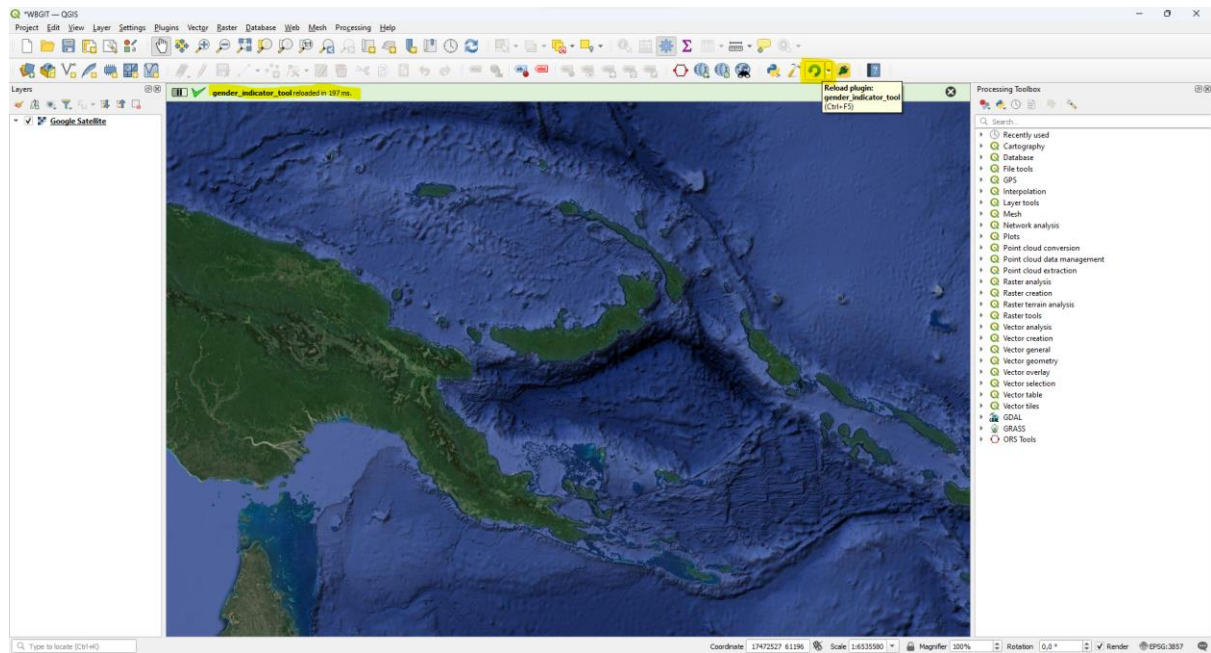 *WBGIT — QGIS
Project Edit View Layer Settings Plugins Vector Raster Database Web Mesh Processing Help
Layers
Google Satellite
gender_indicator_tool reloaded in 197 ms.
Reload plugin:
gender_indicator_tool
(Ctrl+F5)
Processing Toolbox
Search...
Recently used
Cartography
Database
File tools
GPS
Interpolation
Layer tools
Mesh
Network analysis
Plots
Point cloud conversion
Point cloud data management
Point cloud extraction
Raster analysis
Raster creation
Raster terrain analysis
Raster tools
Vector analysis
Vector creation
Vector general
Vector geometry
Vector overlay
Vector selection
Vector table
Vector tiles
GDAL
GRASS
ORS Tools
Type to locate (Ctrl+K)
Coordinate 17472527 61196 Scale 1:6535580 Magnifier 100% Rotation 0,0 ° Render EPSG:3857